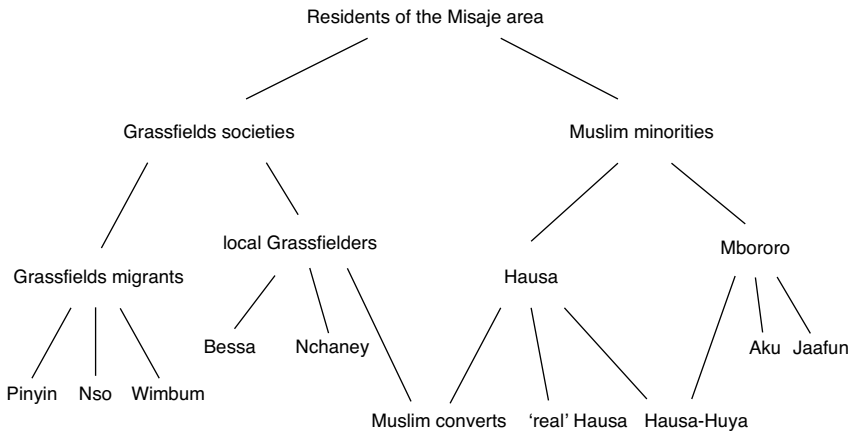 Residents of the Misaje area
Grassfields societies
Muslim minorities
local Grassfielders
Mbororo
Grassfields migrants
Hausa
Bessa
Nchaney
Aku
Jaafun
Pinyin
Nso
Wimbum
Muslim converts
‘real’ Hausa
Hausa-Huya